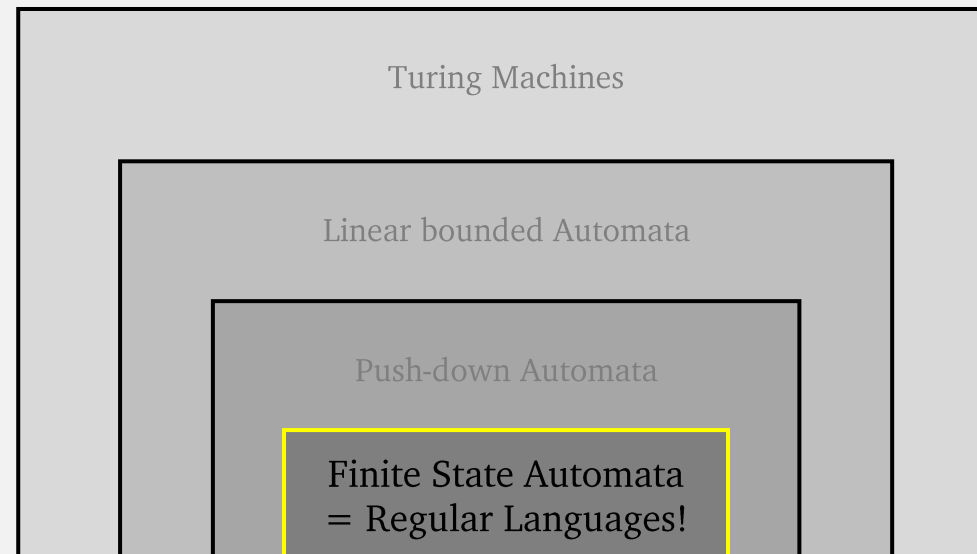 Turing Machines
Linear bounded Automata
Push-down Automata
Finite State Automata
= Regular Languages!